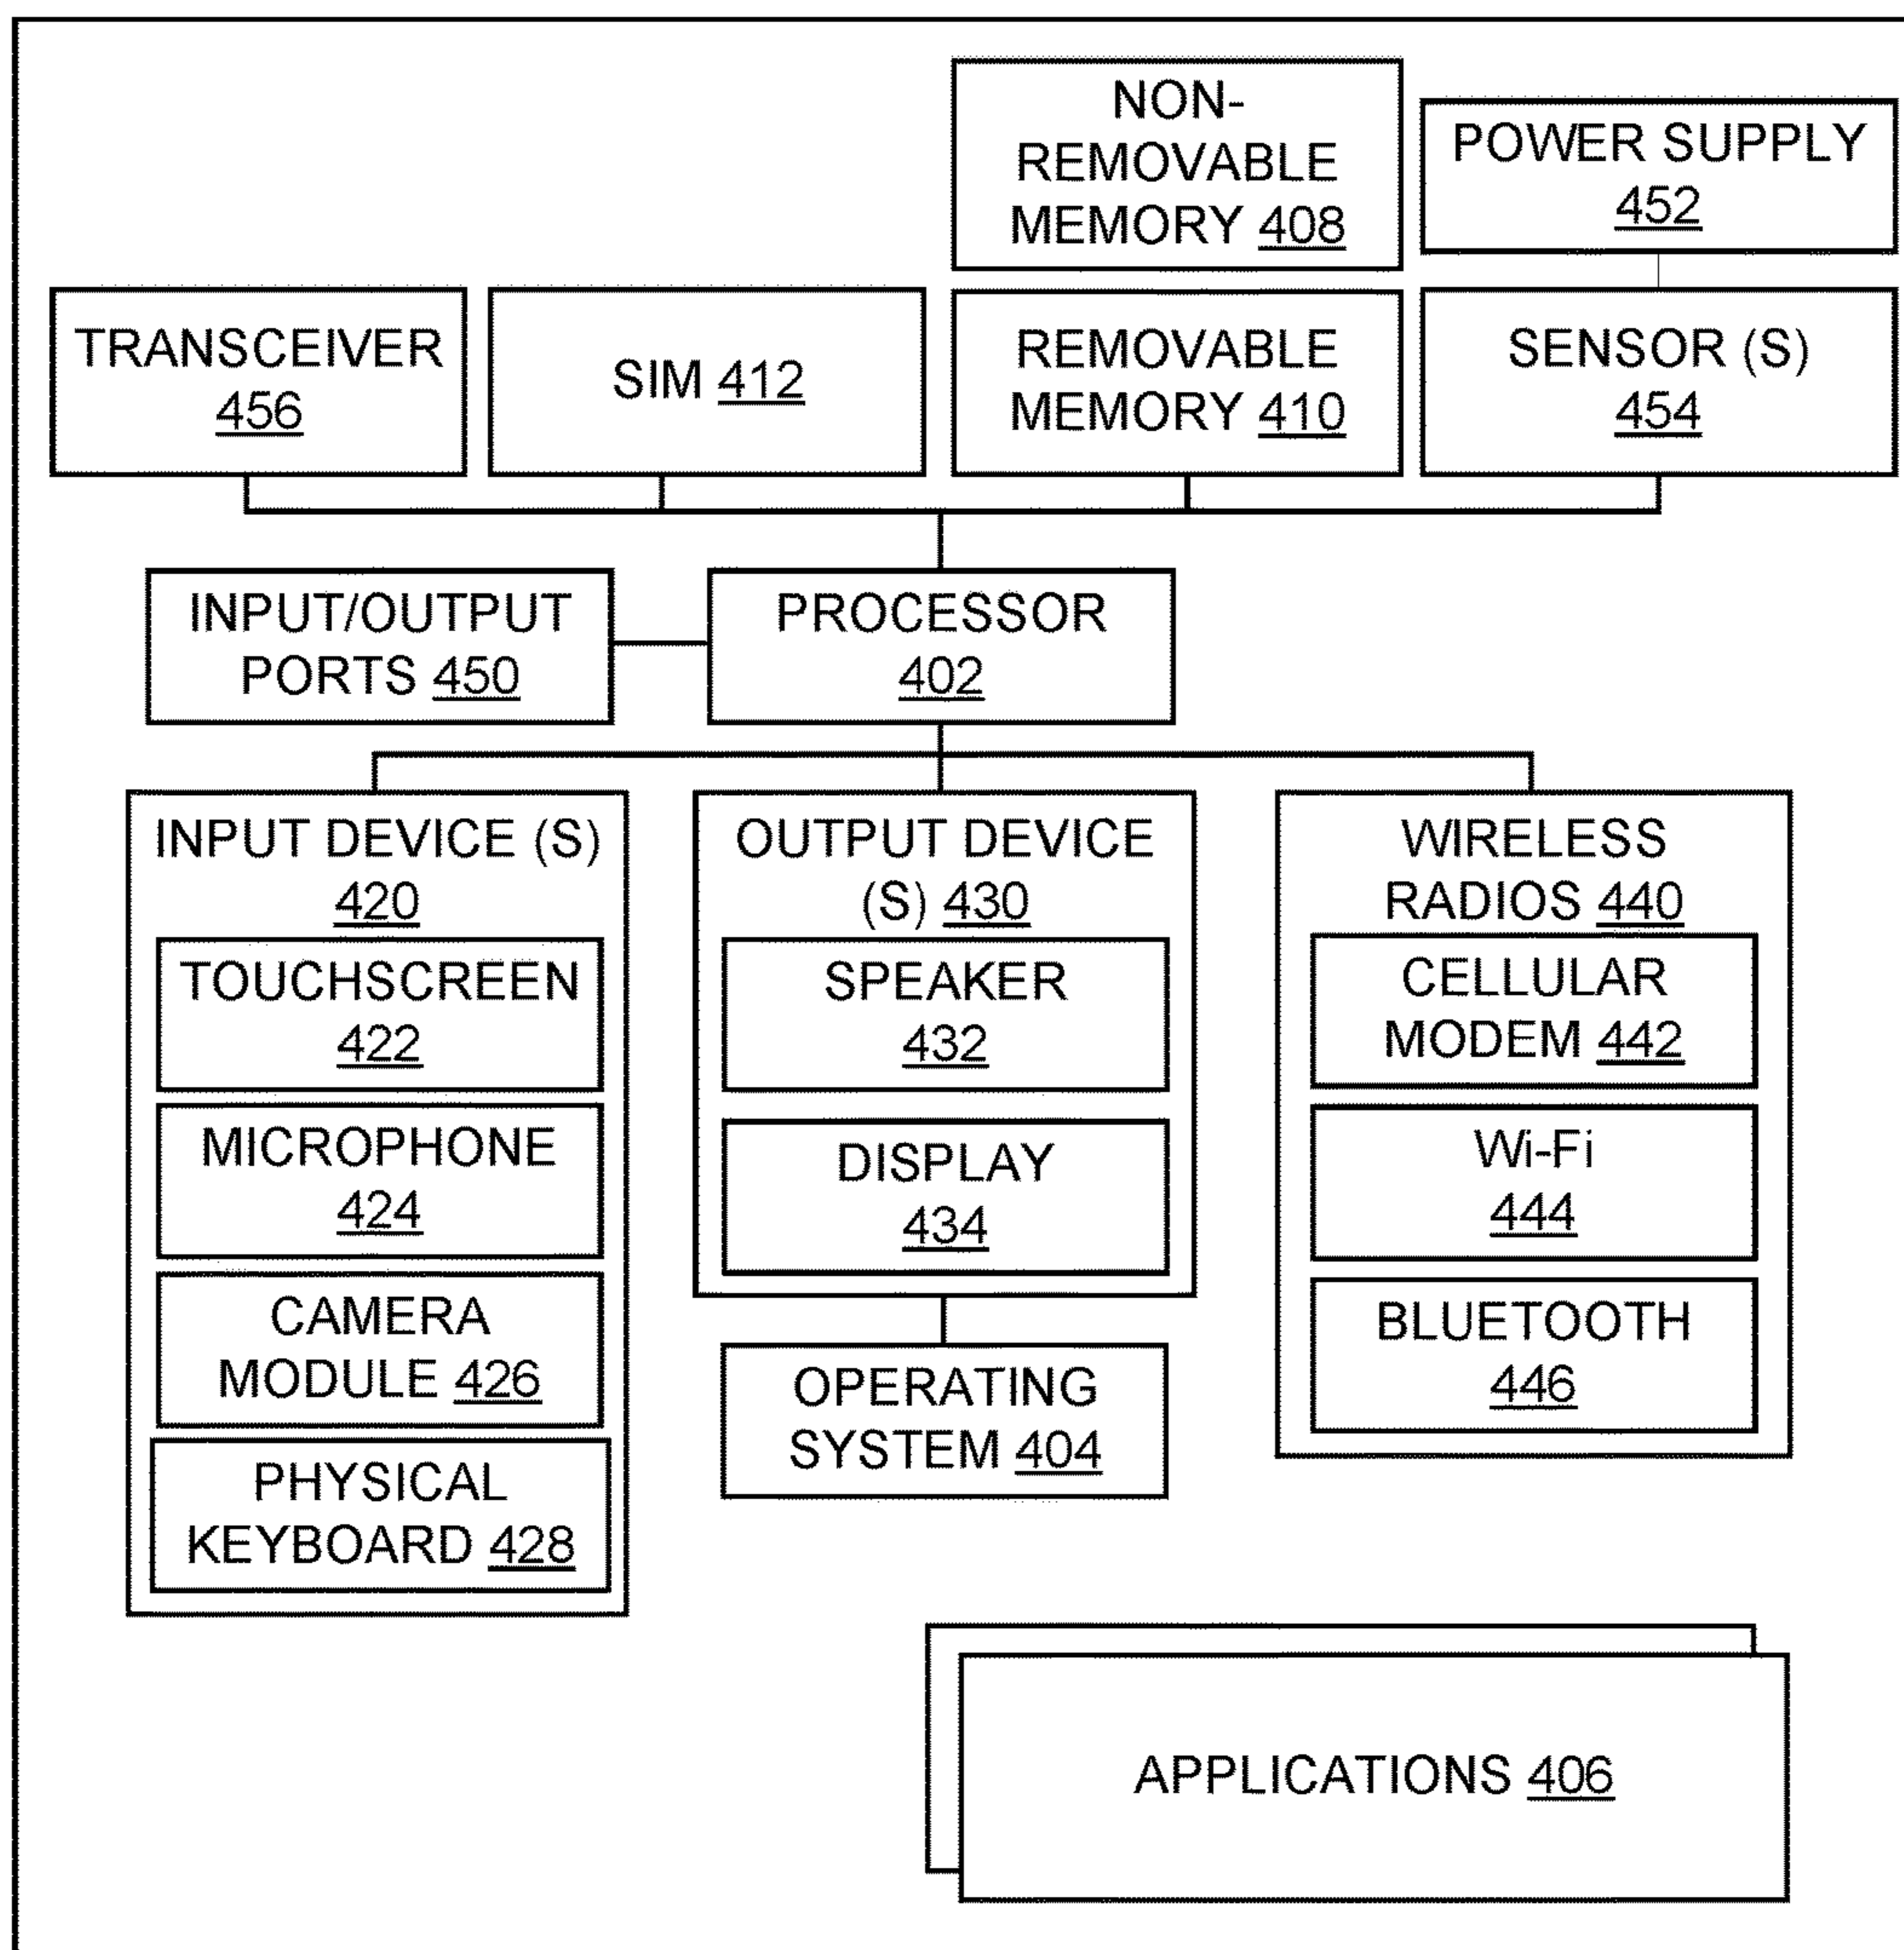 NON-
REMOVABLE
MEMORY 408
POWER SUPPLY
452
TRANSCEIVER
456
SIM 412
REMOVABLE
MEMORY 410
SENSOR (S)
454
INPUT/OUTPUT
PORTS 450
PROCESSOR
402
INPUT DEVICE (S)
420
TOUCHSCREEN
422
MICROPHONE
424
CAMERA
MODULE 426
PHYSICAL
KEYBOARD 428
OUTPUT DEVICE
(S) 430
SPEAKER
432
DISPLAY
434
OPERATING
SYSTEM 404
WIRELESS
RADIOS 440
CELLULAR
MODEM 442
Wi-Fi
444
BLUETOOTH
446
APPLICATIONS 406